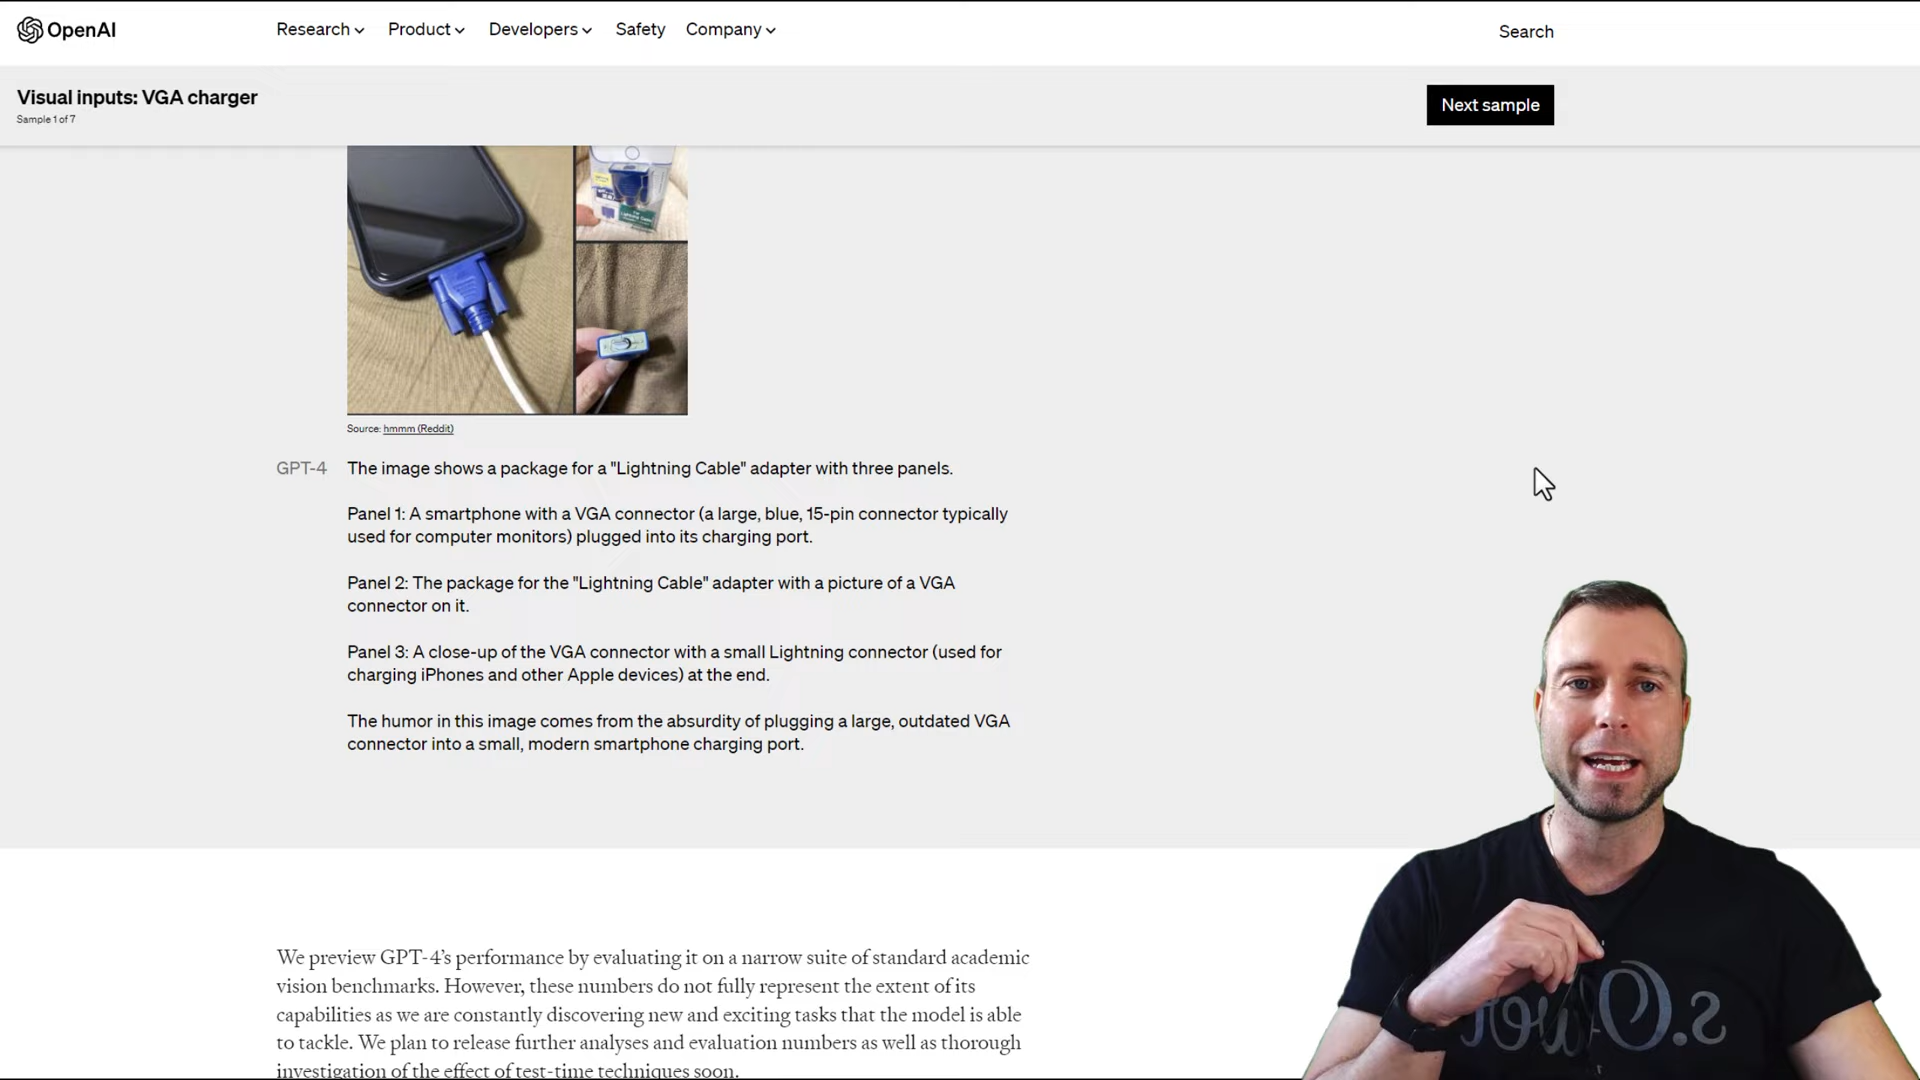 OpenAI
Research Product Developers Safety Company
Search
Visual inputs: VGA charger
Sample 1 of 7
Next sample
Source: hmmm (Reddit)
GPT-4
The image shows a package for a "Lightning Cable" adapter with three panels.
Panel 1: A smartphone with a VGA connector (a large, blue, 15-pin connector typically
used for computer monitors) plugged into its charging port.
Panel 2: The package for the "Lightning Cable" adapter with a picture of a VGA
connector on it.
Panel 3: A close-up of the VGA connector with a small Lightning connector (used for
charging iPhones and other Apple devices) at the end.
The humor in this image comes from the absurdity of plugging a large, outdated VGA
connector into a small, modern smartphone charging port.
We preview GPT-4’s performance by evaluating it on a narrow suite of standard academic
vision benchmarks. However, these numbers do not fully represent the extent of its
capabilities as we are constantly discovering new and exciting tasks that the model is able
to tackle. We plan to release further analyses and evaluation numbers as well as thorough
investigation of the effect of test-time techniques soon.